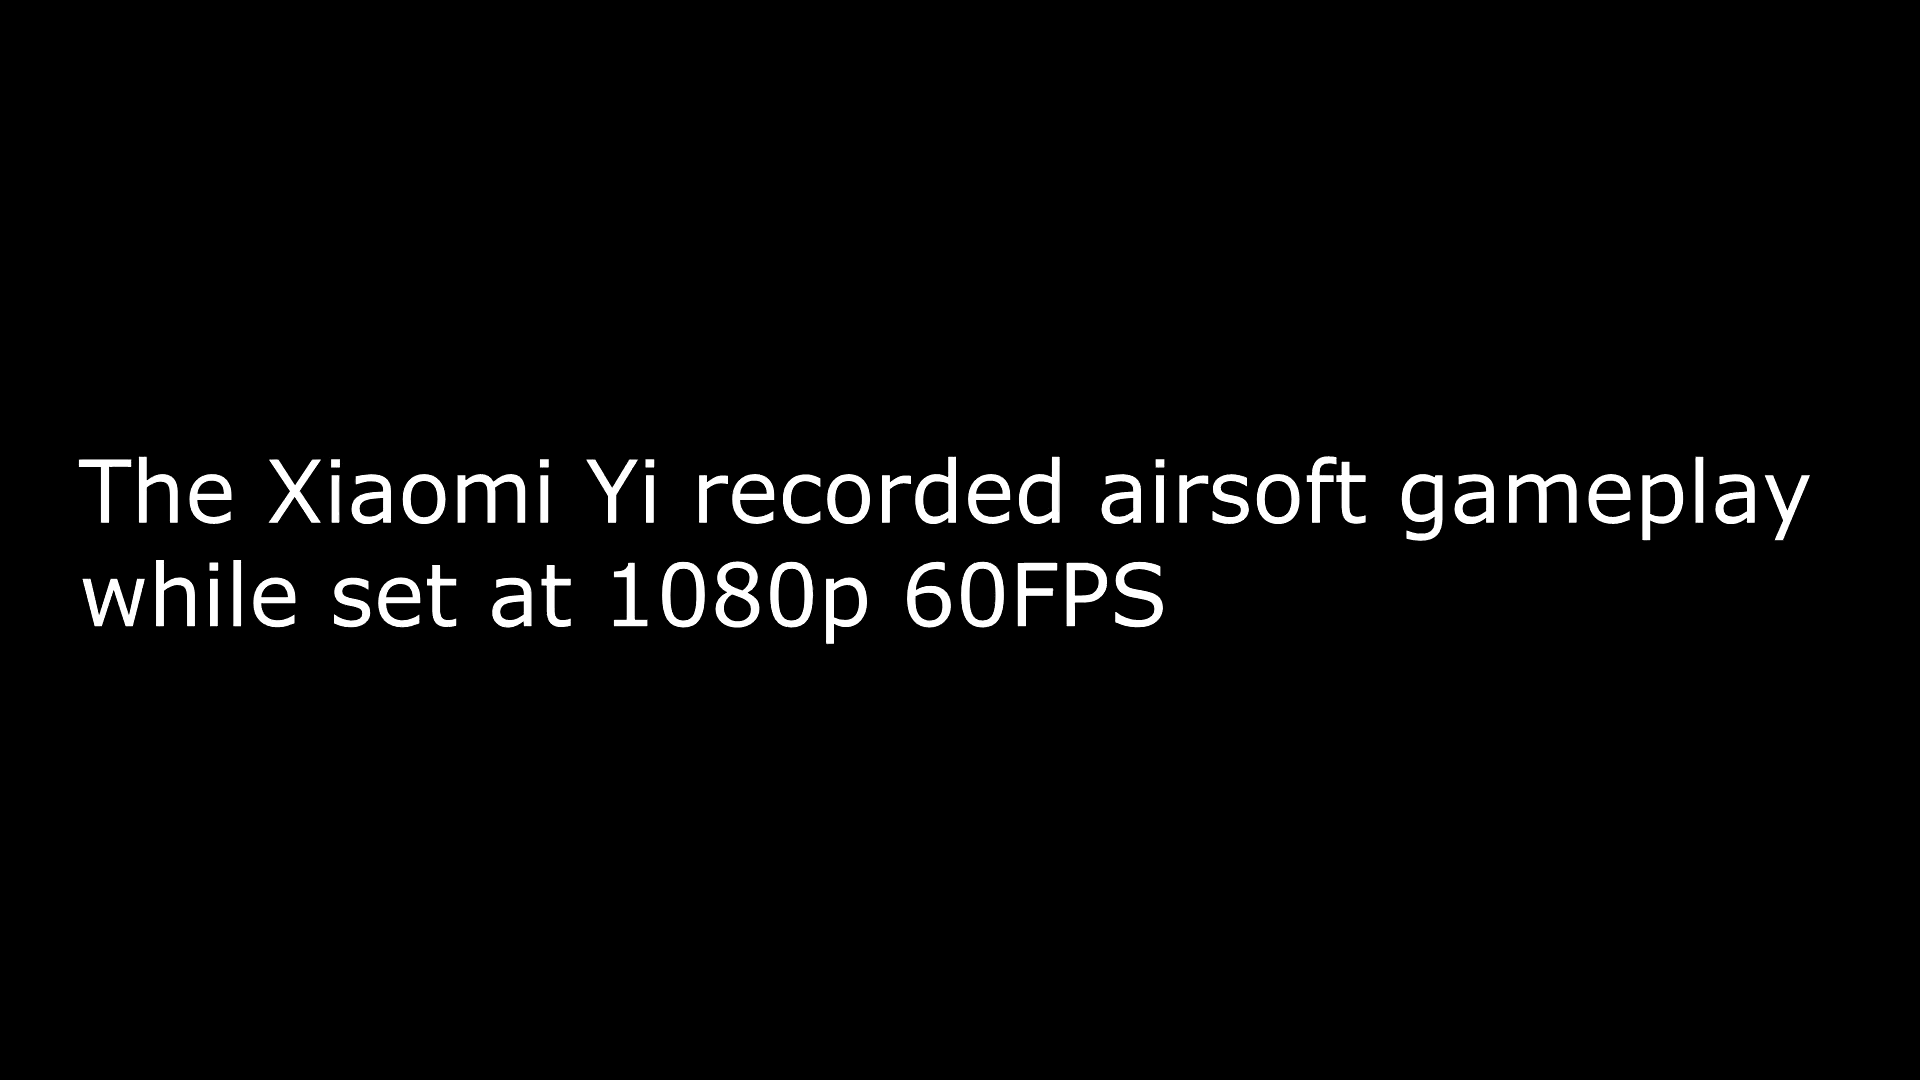 The Xiaomi Yi recorded airsoft gameplay
while set at 1080p 60FPS